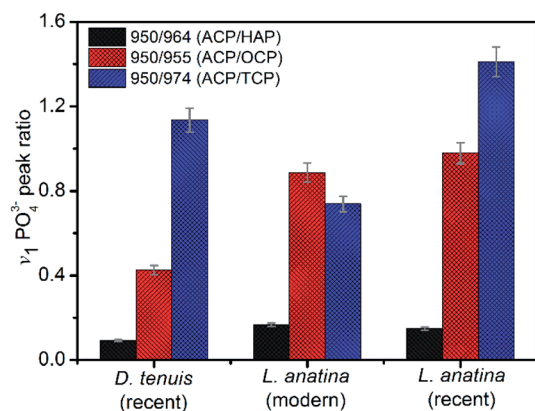 1.6
950/964 (ACP/HAP)
950/955 (ACP/OCP)
950/974 (ACP/TCP)
1.2
0.8
0.4
0.0
ν₁ PO₄³⁻ peak ratio
D. tenuis L. anatina L. anatina
(recent) (modern) (recent)